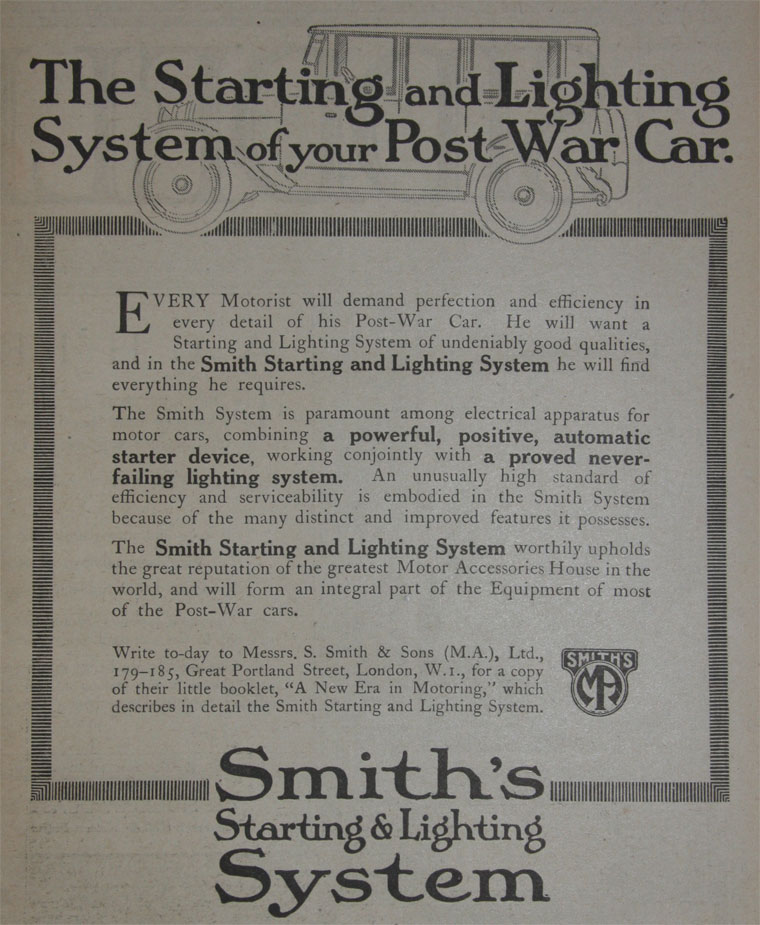 The Starting and Lighting
System of your Post War Car.
EVERY Motorist will demand perfection and efficiency in
every detail of his Post-War Car. He will want a
Starting and Lighting System of undeniably good qualities,
and in the Smith Starting and Lighting System he will find
everything he requires.
The Smith System is paramount among electrical apparatus for
motor cars, combining a powerful, positive, automatic
starter device, working conjointly with a proved never-
failing lighting system. An unusually high standard of
efficiency and serviceability is embodied in the Smith System
because of the many distinct and improved features it possesses.
The Smith Starting and Lighting System worthily upholds
the great reputation of the greatest Motor Accessories House in the
world, and will form an integral part of the Equipment of most
of the Post-War cars.
Write to-day to Messrs. S. Smith & Sons (M.A.), Ltd.,
179-185, Great Portland Street, London, W.1., for a copy
of their little booklet, "A New Era in Motoring," which
describes in detail the Smith Starting and Lighting System.
SMITH'S
MA
Smith's
Starting & Lighting
System